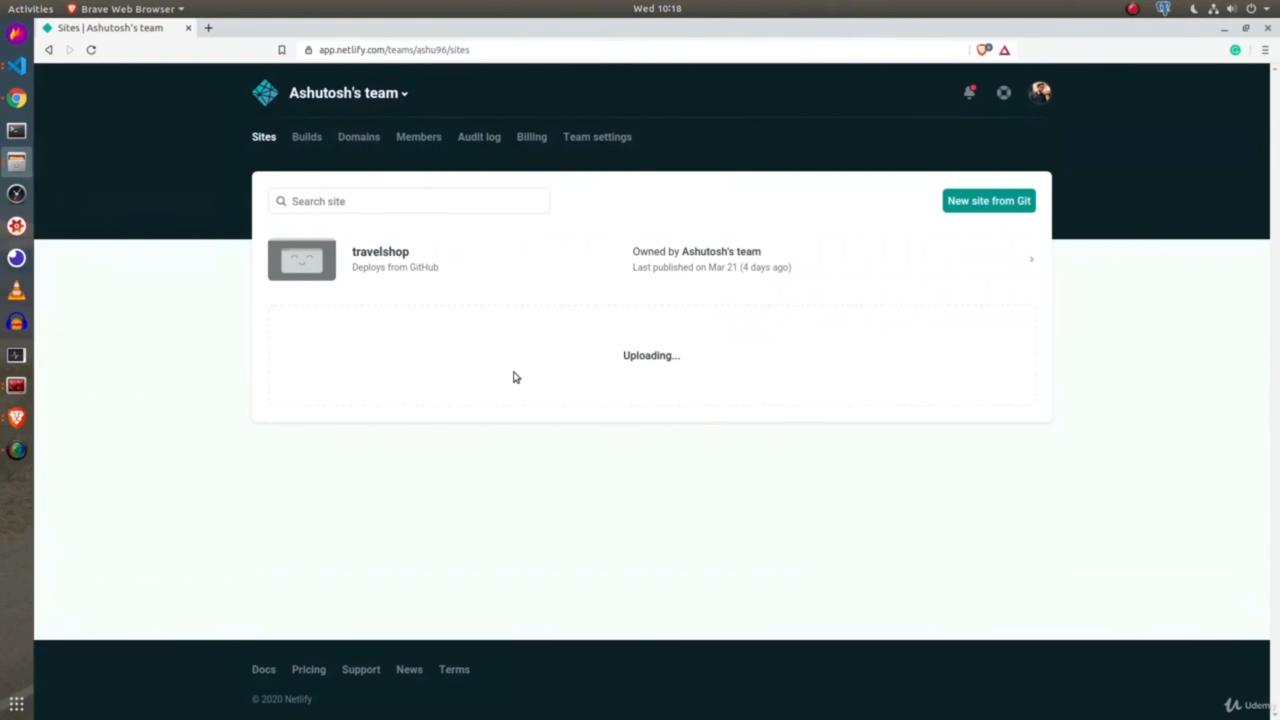 Activities
Brave Web Browser
Wed 10:18
Sites | Ashutosh's team
app.netlify.com/teams/ashu96/sites
Ashutosh's team
Sites
Builds
Domains
Members
Audit log
Billing
Team settings
Search site
New site from Git
travelshop
Deploys from GitHub
Owned by Ashutosh's team
Last published on Mar 21 (4 days ago)
Uploading...
Docs
Pricing
Support
News
Terms
© 2020 Netlify
Udemy